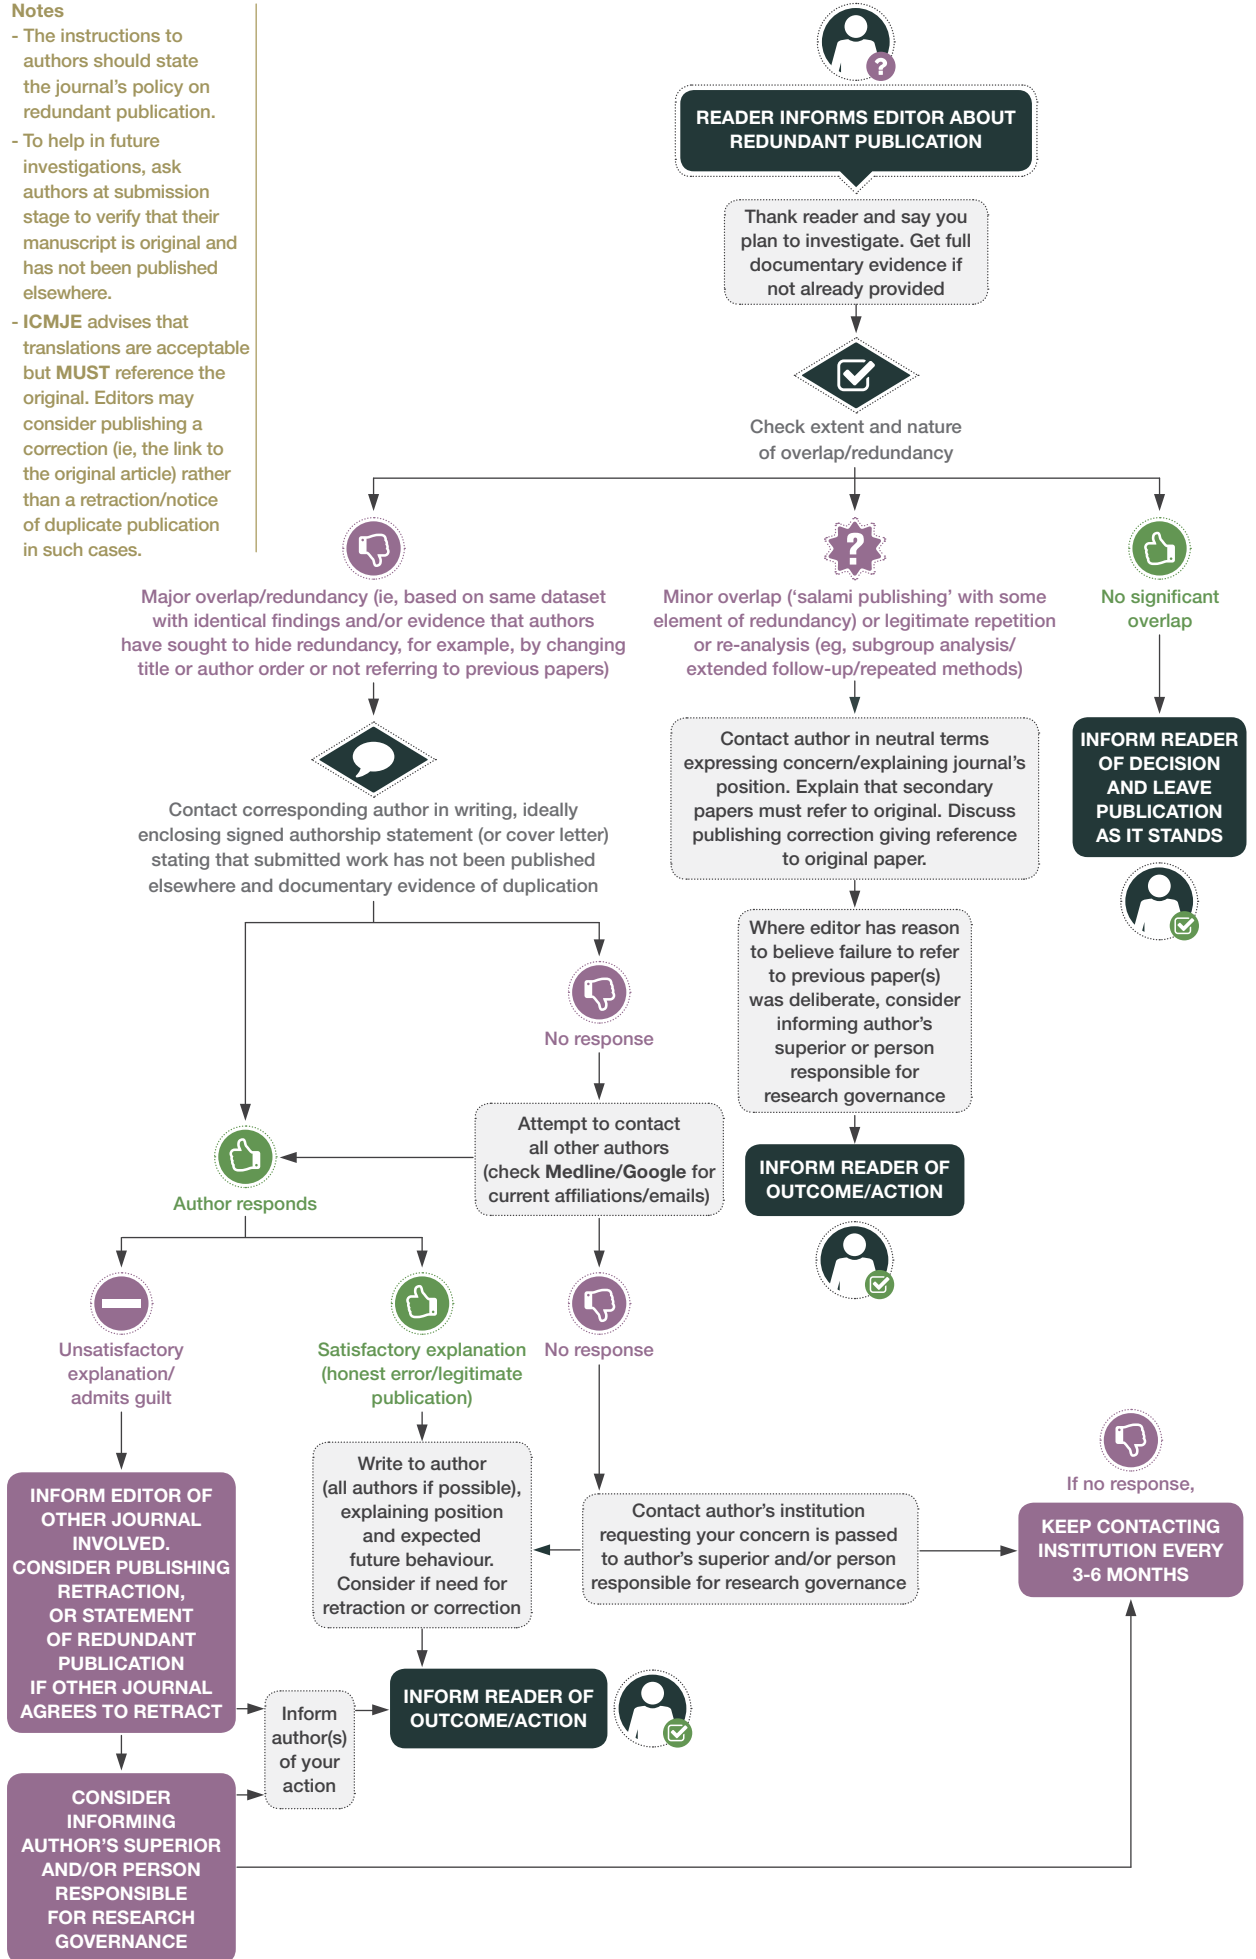 Notes
- The instructions to
authors should state
the journal's policy on
redundant publication.
- To help in future
investigations, ask
authors at submission
stage to verify that their
manuscript is original and
has not been published
elsewhere.
- ICMJE advises that
translations are acceptable
but MUST reference the
original. Editors may
consider publishing a
correction (ie, the link to
the original article) rather
than a retraction/notice
of duplicate publication
in such cases.
?
READER INFORMS EDITOR ABOUT
REDUNDANT PUBLICATION
Thank reader and say you
plan to investigate. Get full
documentary evidence if
not already provided
Check extent and nature
of overlap/redundancy
Major overlap/redundancy (ie, based on same dataset
with identical findings and/or evidence that authors
have sought to hide redundancy, for example, by changing
title or author order or not referring to previous papers)
?
Minor overlap (‘salami publishing’ with some
element of redundancy) or legitimate repetition
or re-analysis (eg, subgroup analysis/
extended follow-up/repeated methods)
No significant
overlap
Contact corresponding author in writing, ideally
enclosing signed authorship statement (or cover letter)
stating that submitted work has not been published
elsewhere and documentary evidence of duplication
Contact author in neutral terms
expressing concern/explaining journal's
position. Explain that secondary
papers must refer to original. Discuss
publishing correction giving reference
to original paper.
INFORM READER
OF DECISION
AND LEAVE
PUBLICATION
AS IT STANDS
Where editor has reason
to believe failure to refer
to previous paper(s)
was deliberate, consider
informing author's
superior or person
responsible for
research governance
No response
Attempt to contact
all other authors
(check Medline/Google for
current affiliations/emails)
Author responds
INFORM READER OF
OUTCOME/ACTION
Unsatisfactory
explanation/
admits guilt
Satisfactory explanation
(honest error/legitimate
publication)
No response
INFORM EDITOR OF
OTHER JOURNAL
INVOLVED.
CONSIDER PUBLISHING
RETRACTION,
OR STATEMENT
OF REDUNDANT
PUBLICATION
IF OTHER JOURNAL
AGREES TO RETRACT
Write to author
(all authors if possible),
explaining position
and expected
future behaviour.
Consider if need for
retraction or correction
Contact author's institution
requesting your concern is passed
to author's superior and/or person
responsible for research governance
If no response,
KEEP CONTACTING
INSTITUTION EVERY
3-6 MONTHS
Inform
author(s)
of your
action
INFORM READER OF
OUTCOME/ACTION
CONSIDER
INFORMING
AUTHOR'S SUPERIOR
AND/OR PERSON
RESPONSIBLE
FOR RESEARCH
GOVERNANCE